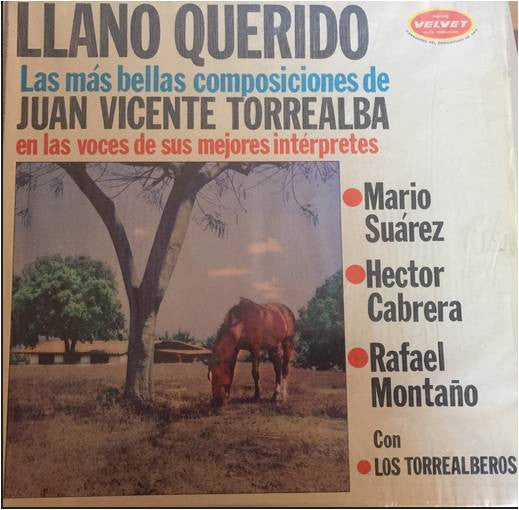 LLANO QUERIDO
VELVET
Las más bellas composiciones de
JUAN VICENTE TORREALBA
en las voces de sus mejores intérpretes
Mario
Suárez
Hector
Cabrera
Rafael
Montaño
Con
LOS TORREALBEROS